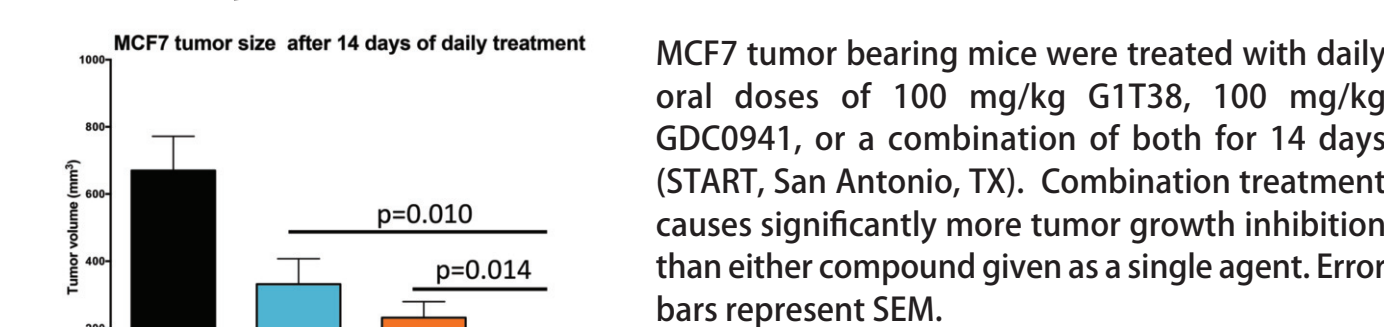 MCF7 tumor size after 14 days of daily treatment
1000
800
600
400
Tumor volume (mm³)
p=0.010
p=0.014
MCF7 tumor bearing mice were treated with daily
oral doses of 100 mg/kg G1T38, 100 mg/kg
GDC0941, or a combination of both for 14 days
(START, San Antonio, TX). Combination treatment
causes significantly more tumor growth inhibition
than either compound given as a single agent. Error
bars represent SEM.